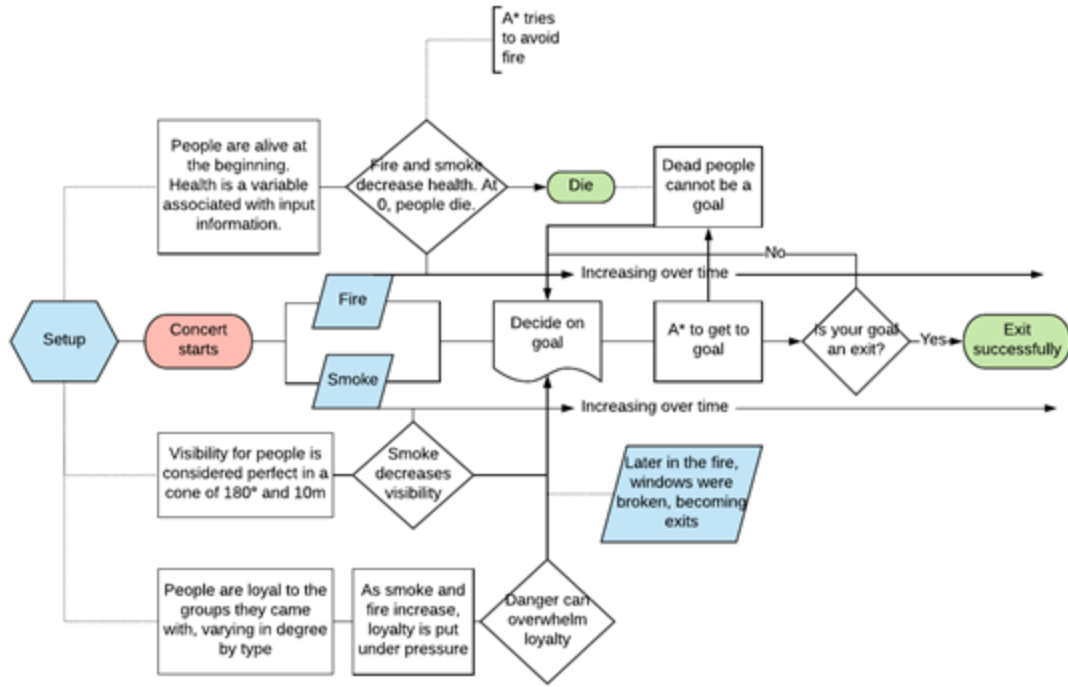 A* tries
to avoid
fire
People are alive at
the beginning.
Health is a variable
associated with input
information.
Fire and smoke
decrease health. At
0, people die.
Die
Dead people
cannot be a
goal
No
Increasing over time
Setup
Concert
starts
Fire
Smoke
Decide on
goal
A* to get to
goal
Is your goal
an exit?
Yes
Exit
successfully
Increasing over time
Visibility for people is
considered perfect in a
cone of 180* and 10m
Smoke
decreases
visibility
Later in the fire,
windows were
broken, becoming
exits
People are loyal to the
groups they came
with, varying in degree
by type
As smoke and
fire increase,
loyalty is put
under pressure
Danger can
overwhelm
loyalty